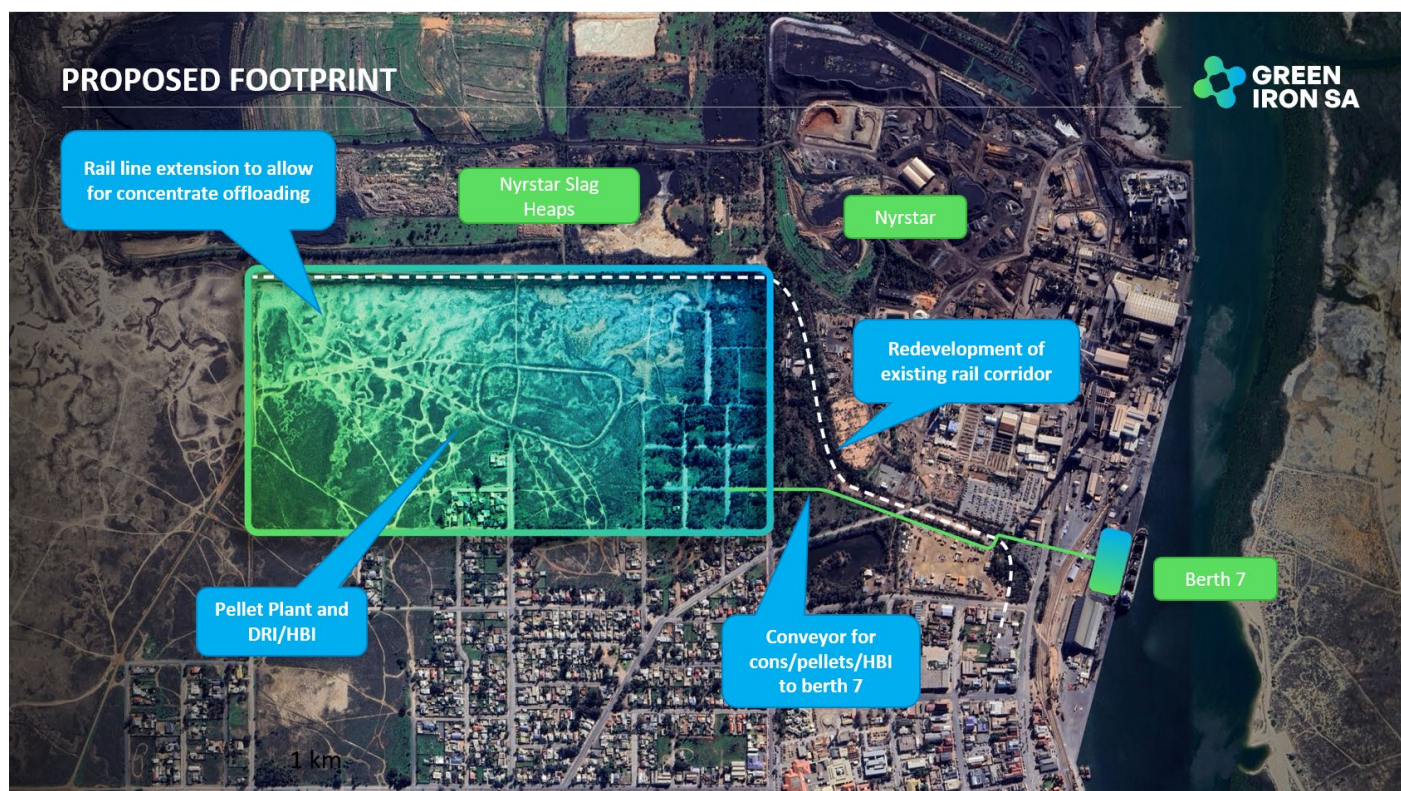 PROPOSED FOOTPRINT
GREEN
IRON SA
Rail line extension to allow
for concentrate offloading
Nyrstar Slag
Heaps
Nyrstar
Redevelopment of
existing rail corridor
Pellet Plant and
DRI/HBI
Conveyor for
cons/pellets/HBI
to berth 7
Berth 7
1 km